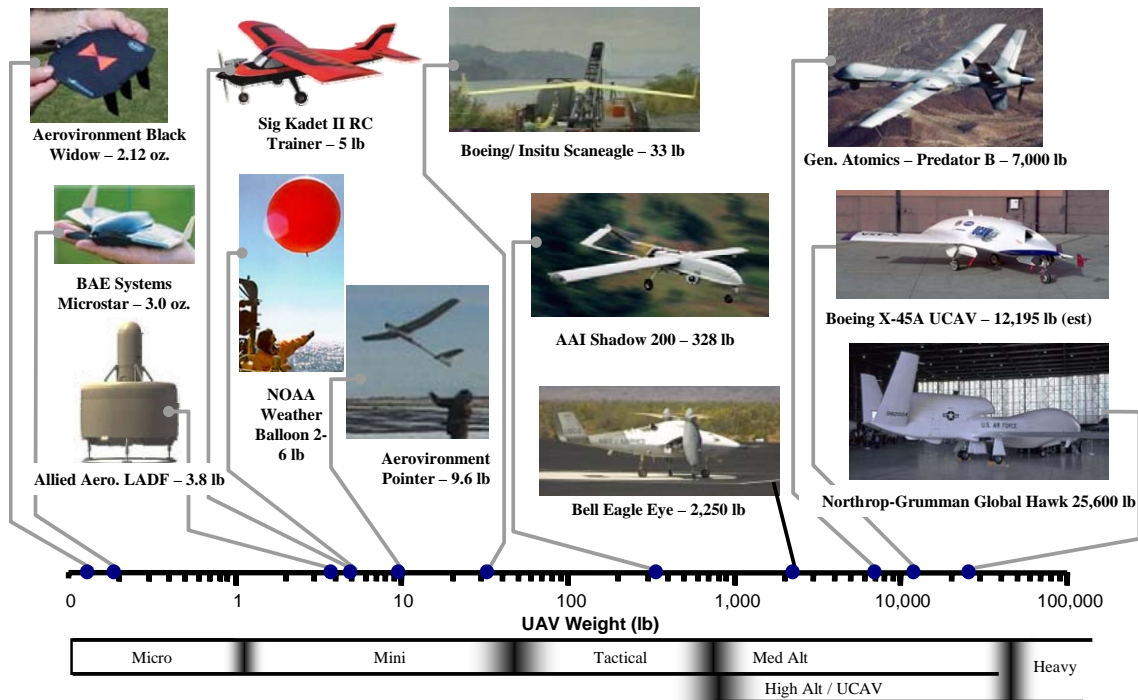 Aerovironment Black
Widow – 2.12 oz.
BAE Systems
Microstar – 3.0 oz.
Allied Aero. LADF – 3.8 lb
Sig Kadet II RC
Trainer – 5 lb
NOAA
Weather
Balloon 2-
6 lb
Aerovironment
Pointer – 9.6 lb
Boeing/ Insitu Scaneagle – 33 lb
AAI Shadow 200 – 328 lb
Bell Eagle Eye – 2,250 lb
Gen. Atomics – Predator B – 7,000 lb
Boeing X-45A UCAV – 12,195 lb (est)
U.S. AIR FORCE
Northrop-Grumman Global Hawk 25,600 lb
0 1 10 100 1,000 10,000 100,000
UAV Weight (lb)
Micro Mini Tactical Med Alt Heavy
High Alt / UCAV